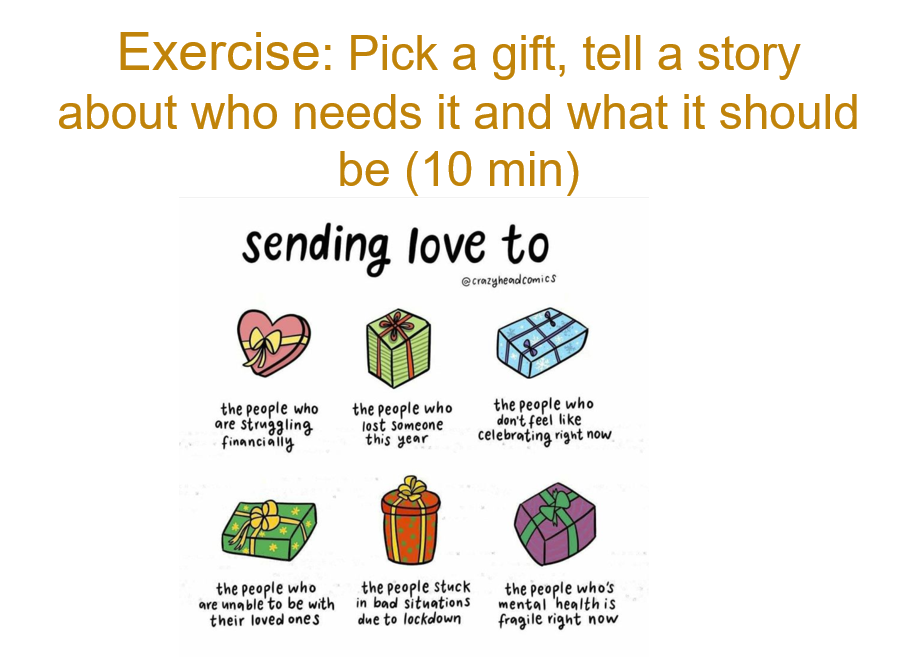 Exercise: Pick a gift, tell a story
about who needs it and what it should
be (10 min)
sending love to
@crazyheadcomics
the people who
are struggling
financially
the people who
lost someone
this year
the people who
don't feel like
celebrating right now
the people who
are unable to be with
their loved ones
the people stuck
in bad situations
due to lockdown
the people who's
mental health is
fragile right now